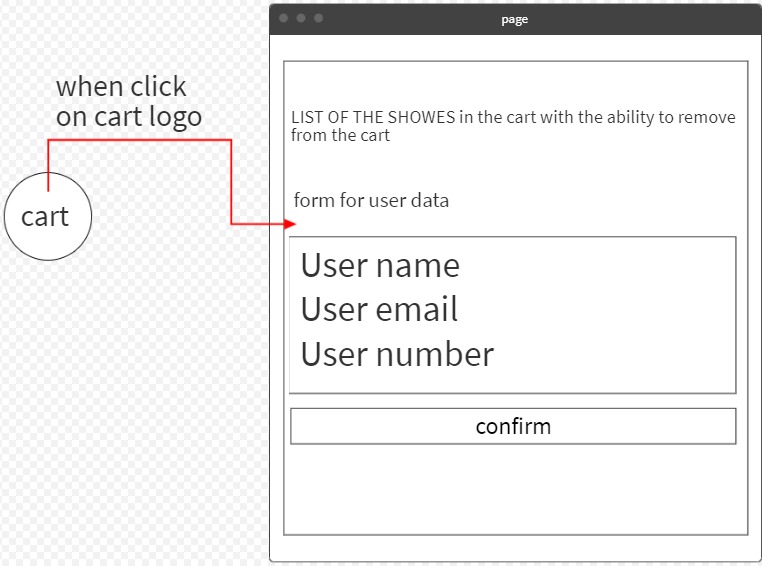 page
when click
on cart logo
cart
LIST OF THE SHOWES in the cart with the ability to remove
from the cart
form for user data
User name
User email
User number
confirm